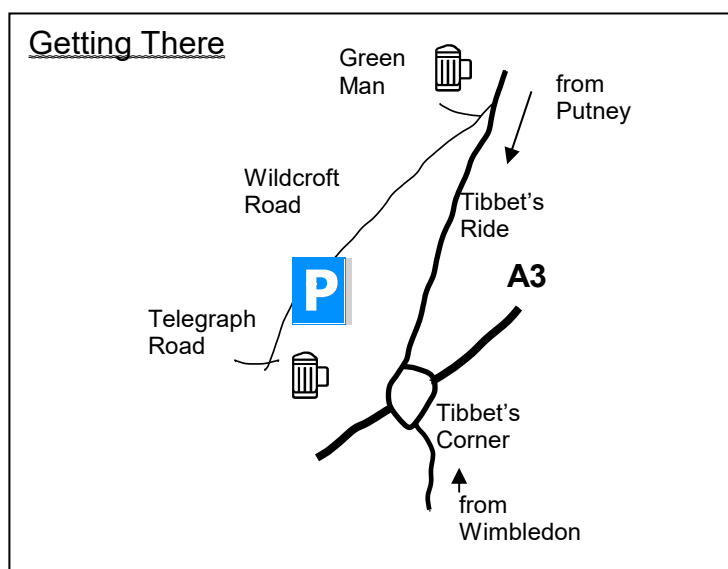 Getting There
Green
Man
from
Putney
Wildcroft
Road
Tibbet's
Ride
A3
P
Telegraph
Road
Tibbet's
Corner
from
Wimbledon